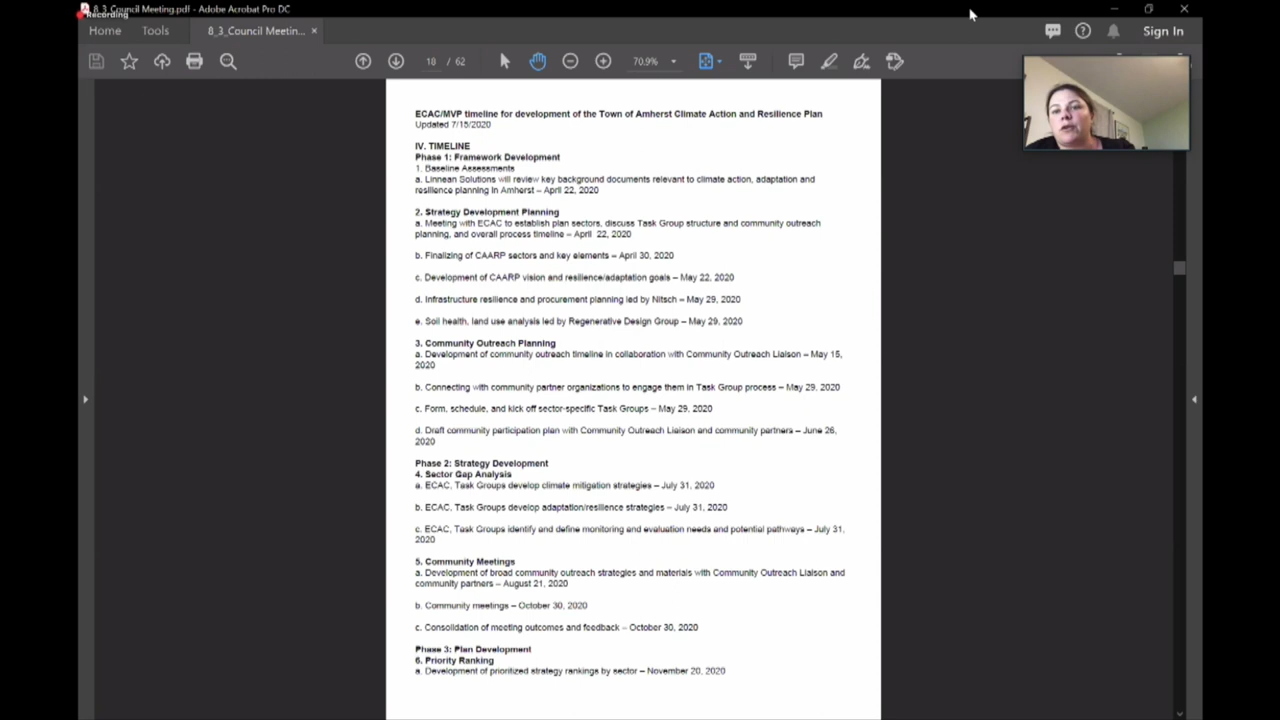 8_3_Council Meeting.pdf - Adobe Acrobat Pro DC
Recording
Home
Tools
8_3_Council Meetin...
×
Sign In
18 / 62
70.9%
ECAC/MVP timeline for development of the Town of Amherst Climate Action and Resilience Plan
Updated 7/15/2020
IV. TIMELINE
Phase 1: Framework Development
1. Baseline Assessments
a. Linnean Solutions will review key background documents relevant to climate action, adaptation and
resilience planning in Amherst – April 22, 2020
2. Strategy Development Planning
a. Meeting with ECAC to establish plan sectors, discuss Task Group structure and community outreach
planning, and overall process timeline – April 22, 2020
b. Finalizing of CAARP sectors and key elements – April 30, 2020
c. Development of CAARP vision and resilience/adaptation goals – May 22, 2020
d. Infrastructure resilience and procurement planning led by Nitsch – May 29, 2020
e. Soil health, land use analysis led by Regenerative Design Group – May 29, 2020
3. Community Outreach Planning
a. Development of community outreach timeline in collaboration with Community Outreach Liaison – May 15,
2020
b. Connecting with community partner organizations to engage them in Task Group process – May 29, 2020
c. Form, schedule, and kick off sector-specific Task Groups – May 29, 2020
d. Draft community participation plan with Community Outreach Liaison and community partners – June 26,
2020
Phase 2: Strategy Development
4. Sector Gap Analysis
a. ECAC, Task Groups develop climate mitigation strategies – July 31, 2020
b. ECAC, Task Groups develop adaptation/resilience strategies – July 31, 2020
c. ECAC, Task Groups identify and define monitoring and evaluation needs and potential pathways – July 31,
2020
5. Community Meetings
a. Development of broad community outreach strategies and materials with Community Outreach Liaison and
community partners – August 21, 2020
b. Community meetings – October 30, 2020
c. Consolidation of meeting outcomes and feedback – October 30, 2020
Phase 3: Plan Development
6. Priority Ranking
a. Development of prioritized strategy rankings by sector – November 20, 2020